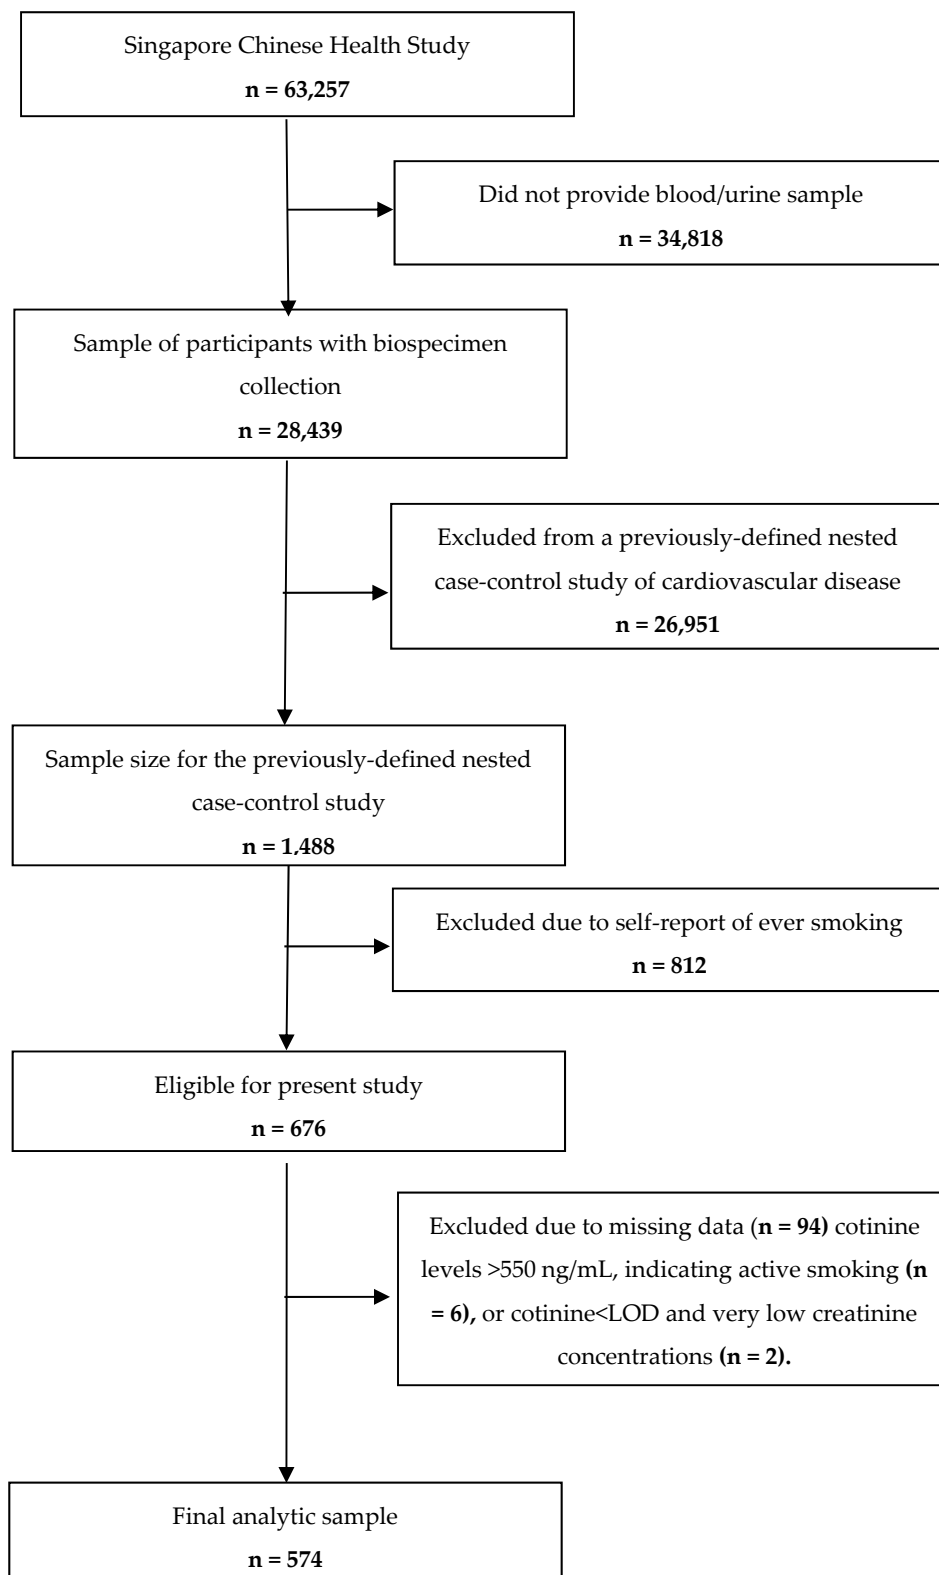 Singapore Chinese Health Study
n = 63,257
Did not provide blood/urine sample
n = 34,818
Sample of participants with biospecimen
collection
n = 28,439
Excluded from a previously-defined nested
case-control study of cardiovascular disease
n = 26,951
Sample size for the previously-defined nested
case-control study
n = 1,488
Excluded due to self-report of ever smoking
n = 812
Eligible for present study
n = 676
Excluded due to missing data (n = 94) cotinine
levels >550 ng/mL, indicating active smoking (n
= 6), or cotinine<LOD and very low creatinine
concentrations (n = 2).
Final analytic sample
n = 574